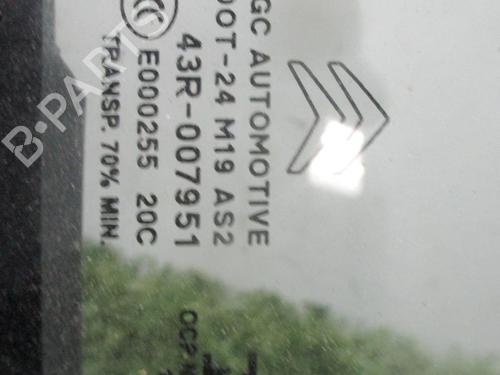 GC AUTOMOTIVE
DOT-24 M19 AS2
43R-007951
E000255 20C
TRANSP. 70% MIN.
B-PARTS